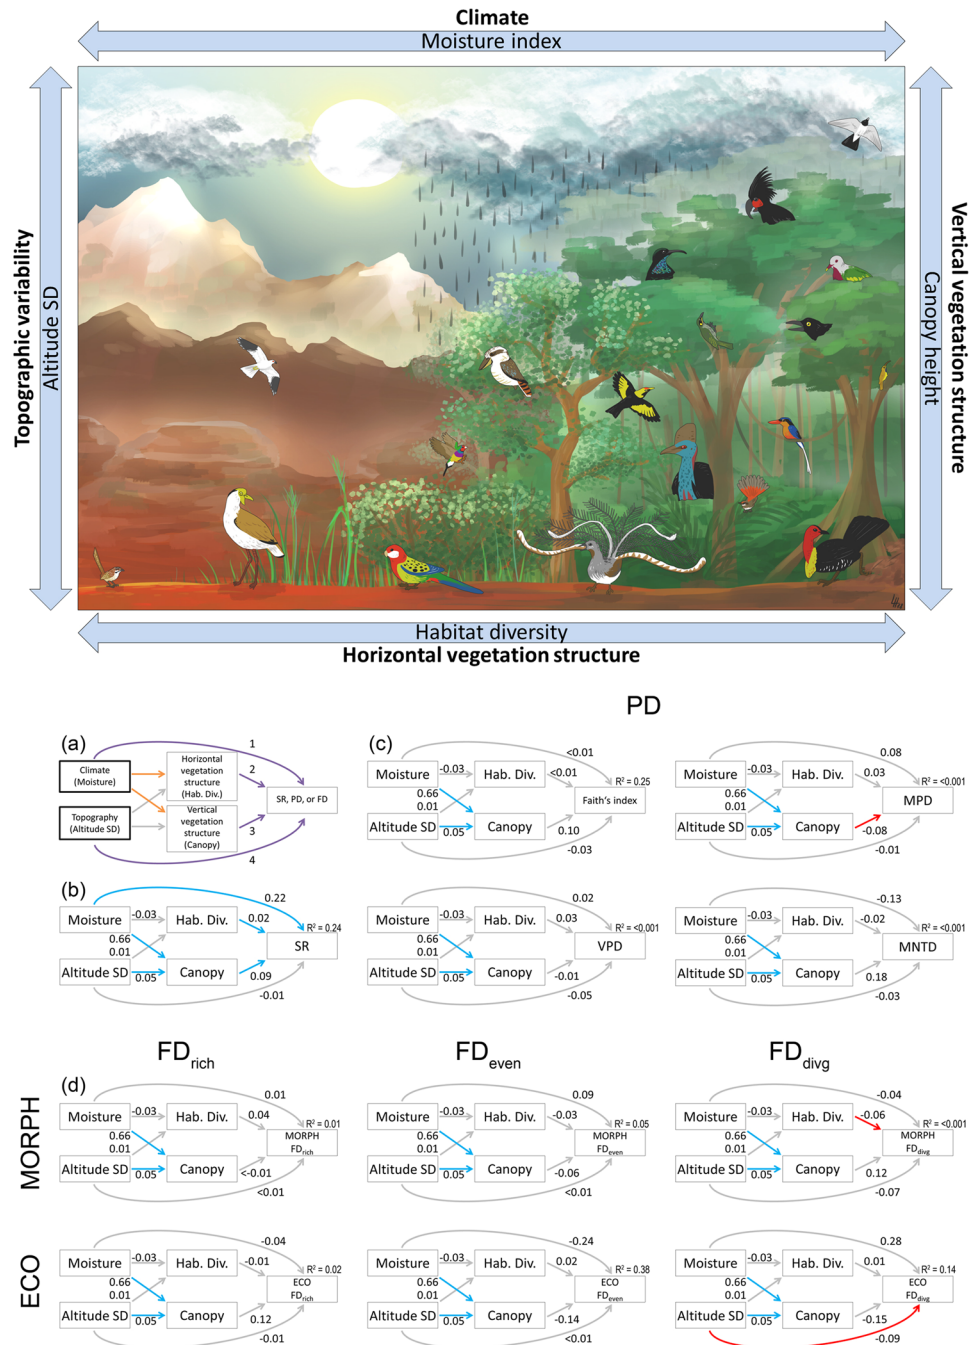 Climate
Moisture index
Topographic variability
Altitude SD
Canopy height
Vertical vegetation structure
Habitat diversity
Horizontal vegetation structure
PD
(a)
1
Climate
(Moisture)
Horizontal
vegetation
structure
(Hab. Div.)
2
SR, PD, or FD
Topography
(Altitude SD)
Vertical
vegetation
structure
(Canopy)
3
4
(c)
<0.01
Moisture
-0.03
Hab. Div.
<0.01
R² = 0.25
0.66
0.01
Faith's index
Altitude SD
0.05
Canopy
0.10
-0.03
0.08
Moisture
-0.03
Hab. Div.
0.03
R² = <0.001
0.66
0.01
MPD
Altitude SD
0.05
Canopy
-0.08
-0.01
(b)
0.22
Moisture
-0.03
Hab. Div.
0.02
R² = 0.24
0.66
0.01
SR
Altitude SD
0.05
Canopy
0.09
-0.01
0.02
Moisture
-0.03
Hab. Div.
0.03
R² = <0.001
0.66
0.01
VPD
Altitude SD
0.05
Canopy
-0.01
-0.05
-0.13
Moisture
-0.03
Hab. Div.
-0.02
R² = <0.001
0.66
0.01
MNTD
Altitude SD
0.05
Canopy
0.18
-0.03
FDrich
FDeven
FDdivg
MORPH
(d)
0.01
Moisture
-0.03
Hab. Div.
0.04
R² = 0.01
0.66
0.01
MORPH
FDrich
Altitude SD
0.05
Canopy
<-0.01
<0.01
0.09
Moisture
-0.03
Hab. Div.
-0.03
R² = 0.05
0.66
0.01
MORPH
FDeven
Altitude SD
0.05
Canopy
-0.06
<0.01
-0.04
Moisture
-0.03
Hab. Div.
-0.06
R² = <0.001
0.66
0.01
MORPH
FDdivg
Altitude SD
0.05
Canopy
0.12
-0.07
ECO
-0.04
Moisture
-0.03
Hab. Div.
-0.01
R² = 0.02
0.66
0.01
ECO
FDrich
Altitude SD
0.05
Canopy
0.12
-0.01
-0.24
Moisture
-0.03
Hab. Div.
0.02
R² = 0.38
0.66
0.01
ECO
FDeven
Altitude SD
0.05
Canopy
-0.14
<0.01
0.28
Moisture
-0.03
Hab. Div.
0.01
R² = 0.14
0.66
0.01
ECO
FDdivg
Altitude SD
0.05
Canopy
-0.15
-0.09